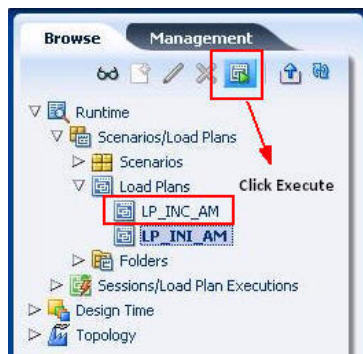 Browse Management
Runtime
Scenarios/Load Plans
Scenarios
Load Plans Click Execute
LP_INC_AM
LP_INI_AM
Folders
Sessions/Load Plan Executions
Design Time
Topology